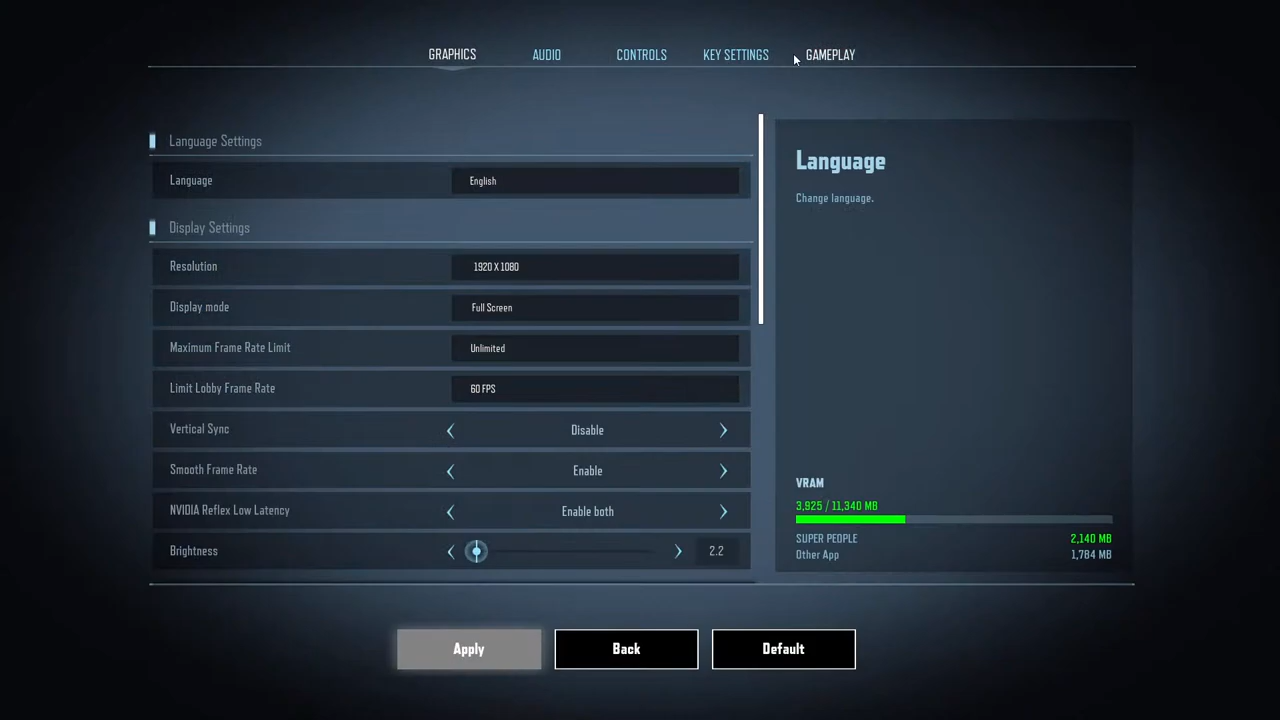 GRAPHICS AUDIO CONTROLS KEY SETTINGS GAMEPLAY
Language Settings
Language English
Display Settings
Resolution 1920 X 1080
Display mode Full Screen
Maximum Frame Rate Limit Unlimited
Limit Lobby Frame Rate 60 FPS
Vertical Sync Disable
Smooth Frame Rate Enable
NVIDIA Reflex Low Latency Enable both
Brightness 2.2
Language
Change language.
VRAM
3,925 / 11,340 MB
SUPER PEOPLE 2,140 MB
Other App 1,784 MB
Apply Back Default